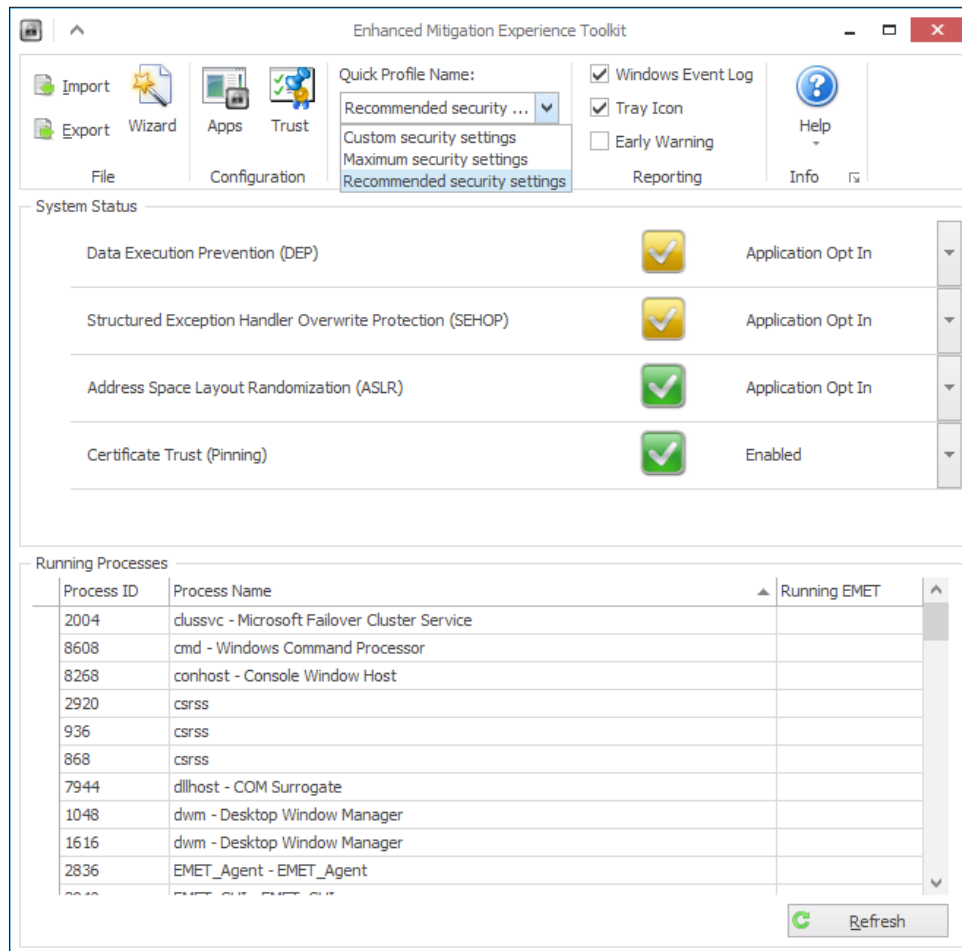 Enhanced Mitigation Experience Toolkit
Import
Export
Wizard
File
Apps
Trust
Configuration
Quick Profile Name:
Recommended security ...
Custom security settings
Maximum security settings
Recommended security settings
Windows Event Log
Tray Icon
Early Warning
Reporting
Help
Info
System Status
Data Execution Prevention (DEP) Application Opt In
Structured Exception Handler Overwrite Protection (SEHOP) Application Opt In
Address Space Layout Randomization (ASLR) Application Opt In
Certificate Trust (Pinning) Enabled
Running Processes
Process ID Process Name Running EMET
2004 clussvc - Microsoft Failover Cluster Service
8608 cmd - Windows Command Processor
8268 conhost - Console Window Host
2920 csrss
936 csrss
868 csrss
7944 dllhost - COM Surrogate
1048 dwm - Desktop Window Manager
1616 dwm - Desktop Window Manager
2836 EMET_Agent - EMET_Agent
Refresh